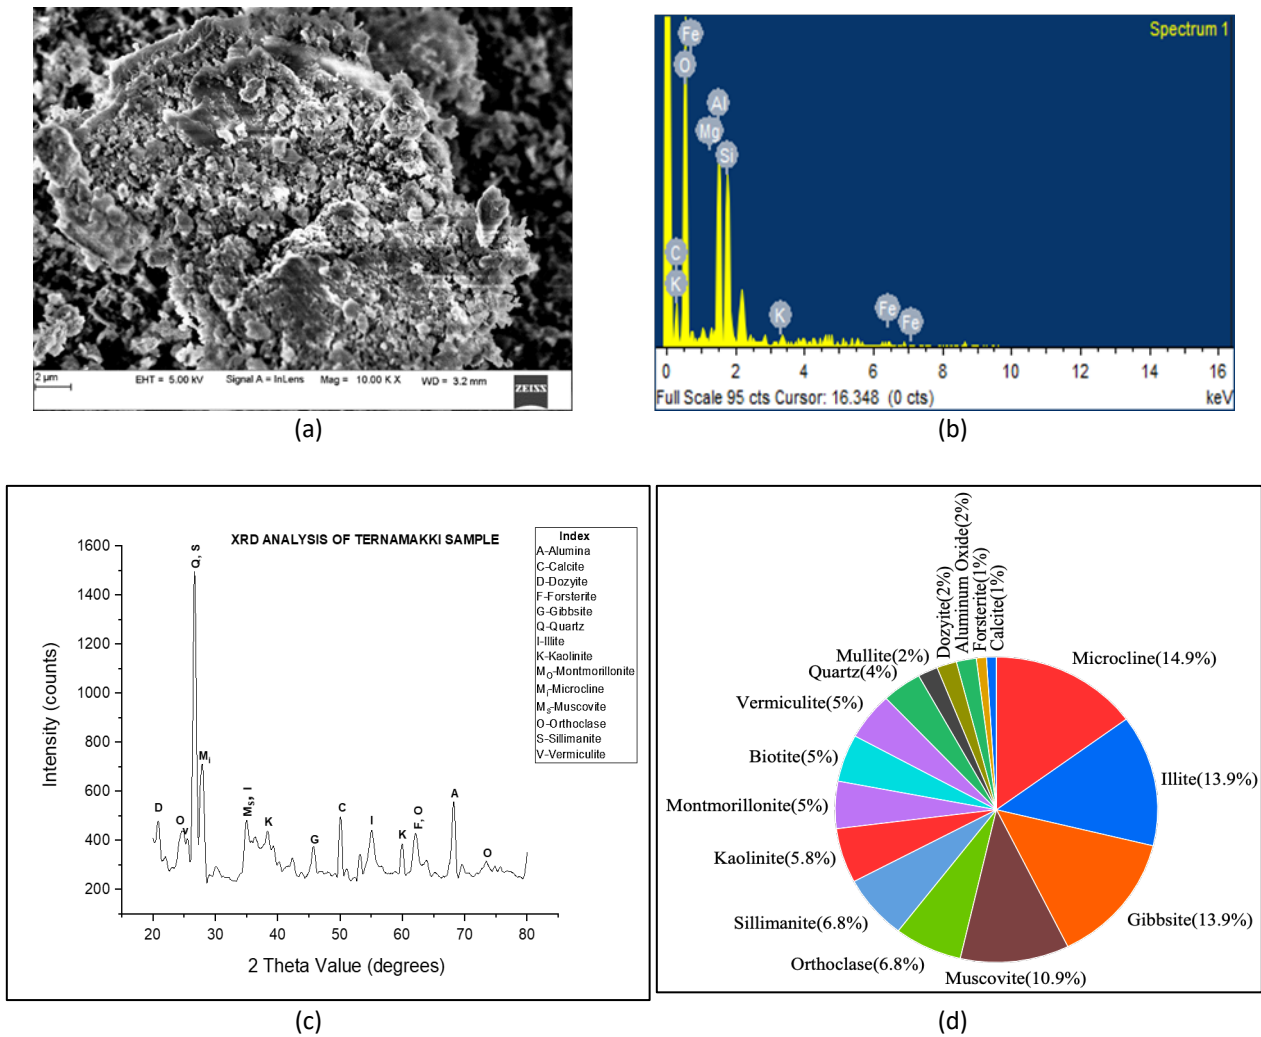 2 µm
EHT = 5.00 kV
Signal A = InLens
Mag = 10.00 K X
WD = 3.2 mm
ZEISS
(a)
Spectrum 1
Fe
O
Al
Mg
Si
C
K
K
Fe
Fe
0 2 4 6 8 10 12 14 16
Full Scale 95 cts Cursor: 16.348 (0 cts) keV
(b)
XRD ANALYSIS OF TERNAMAKKI SAMPLE
Index
A-Alumina
C-Calcite
D-Dozyite
F-Forsterite
G-Gibbsite
Q-Quartz
I-Illite
K-Kaolinite
MO-Montmorillonite
Mi-Microcline
MS-Muscovite
O-Orthoclase
S-Sillimanite
V-Vermiculite
Intensity (counts)
1600
1400
1200
1000
800
600
400
200
D
O
V
Q, S
Mi
MS, I
K
G
C
I
K
F, O
A
O
20 30 40 50 60 70 80
2 Theta Value (degrees)
(c)
Dozyite(2%)
Aluminum Oxide(2%)
Forsterite(1%)
Calcite(1%)
Mullite(2%)
Quartz(4%)
Vermiculite(5%)
Biotite(5%)
Montmorillonite(5%)
Kaolinite(5.8%)
Sillimanite(6.8%)
Orthoclase(6.8%)
Muscovite(10.9%)
Gibbsite(13.9%)
Illite(13.9%)
Microcline(14.9%)
(d)